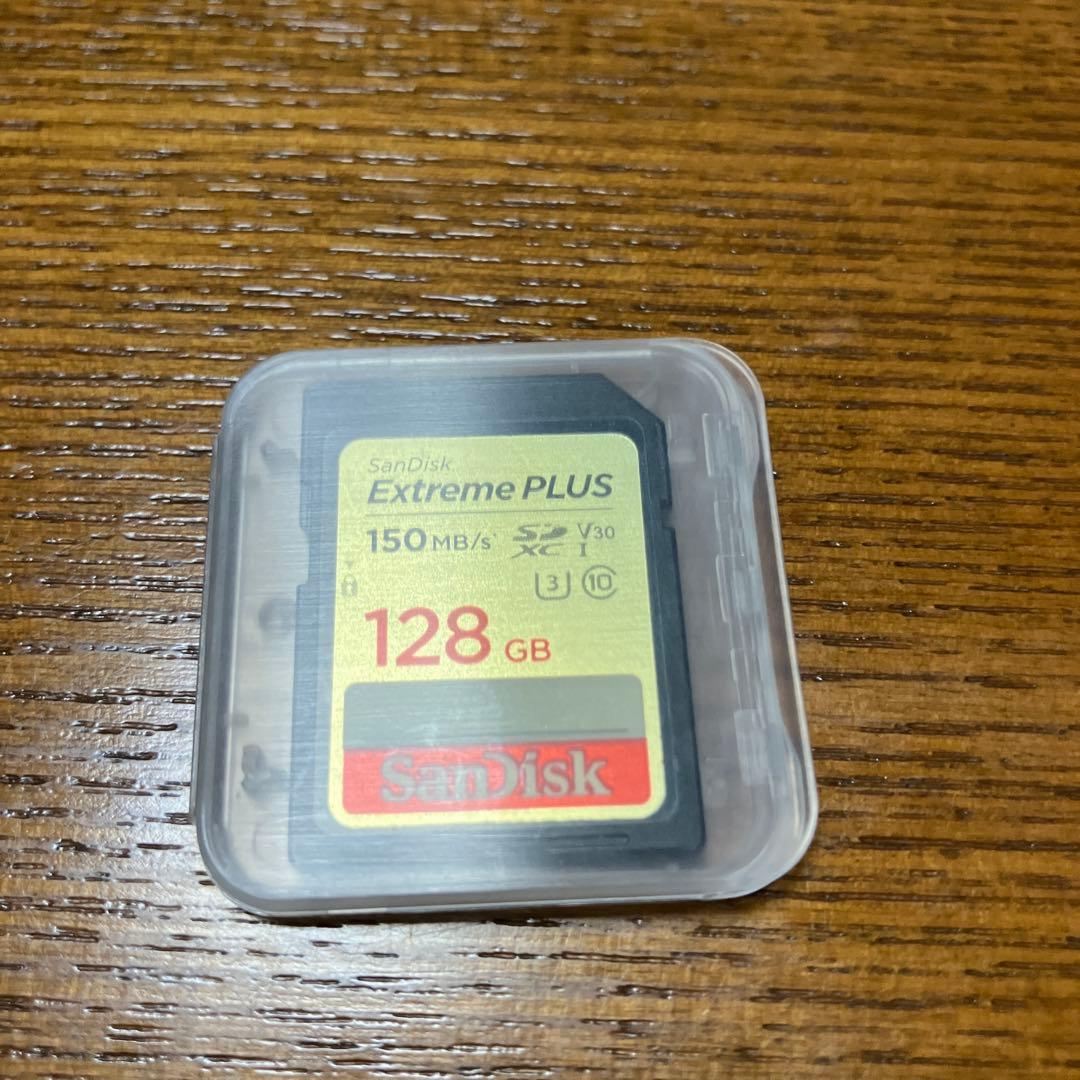 SanDisk
Extreme PLUS
150 MB/s SD XC V30 I
3 10
128 GB
SanDisk